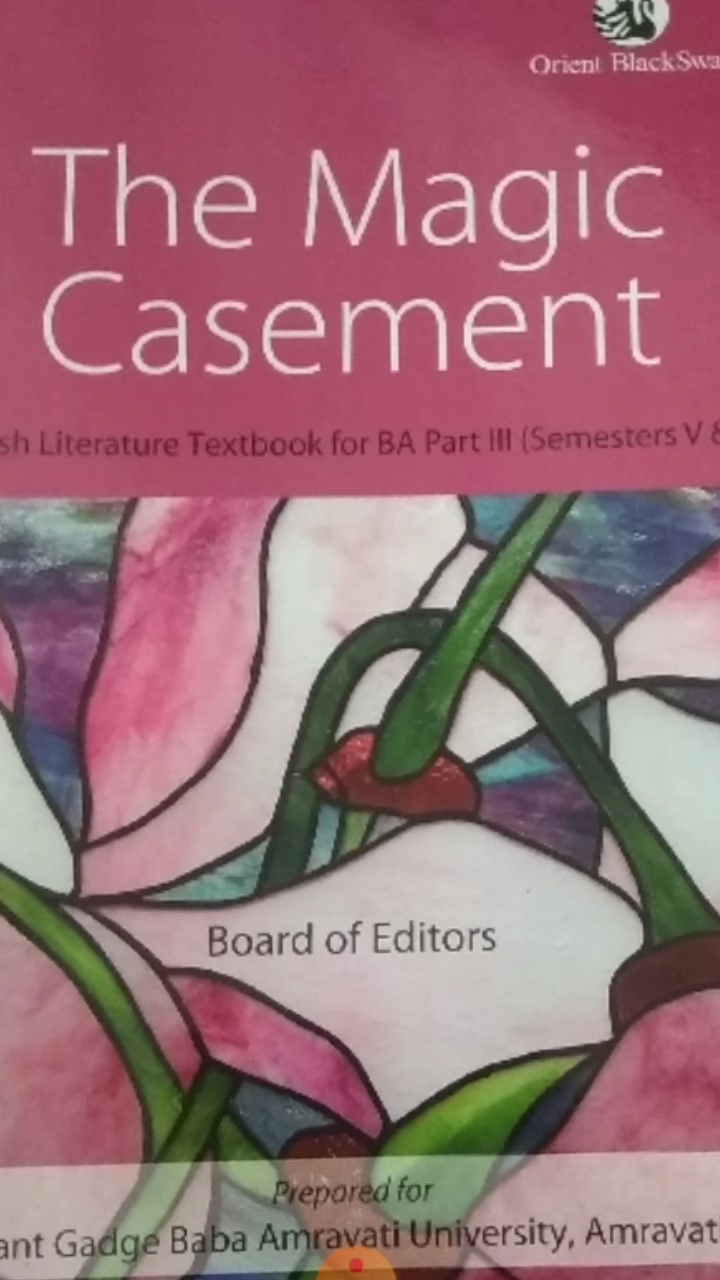 Orient BlackSwa
The Magic
Casement
sh Literature Textbook for BA Part III (Semesters V &
Board of Editors
Prepared for
ant Gadge Baba Amravati University, Amravat